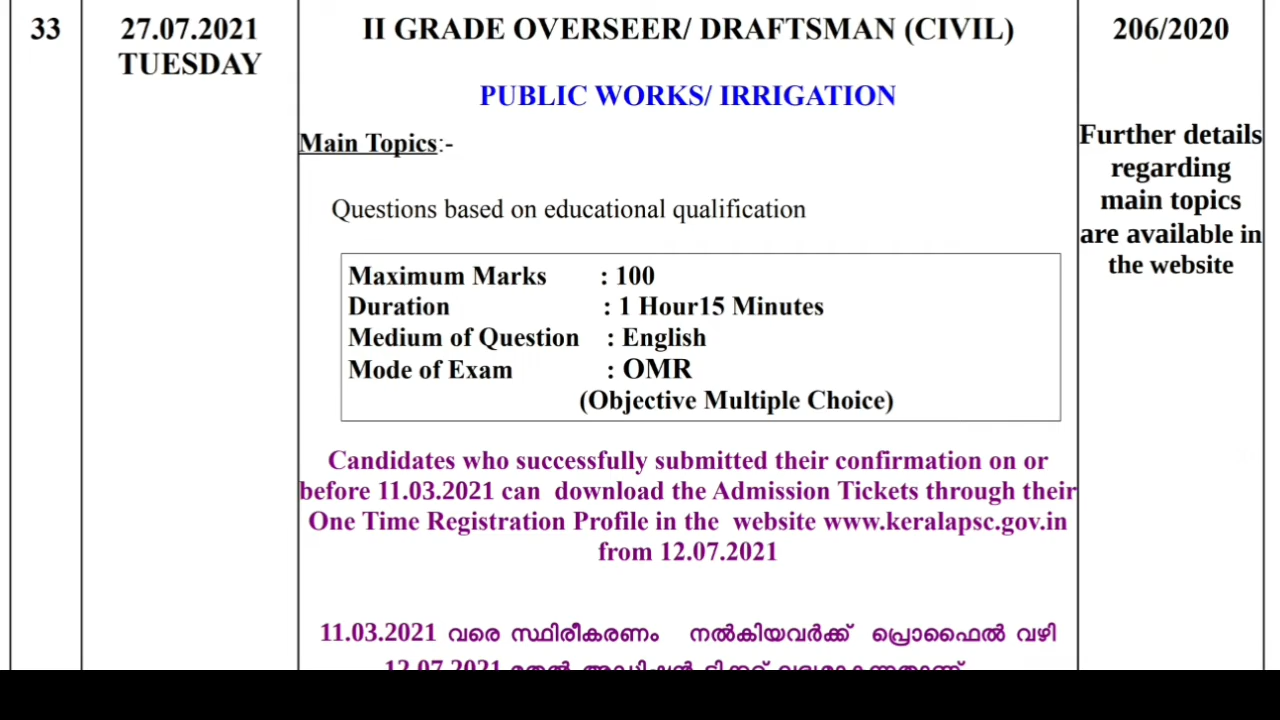 33
27.07.2021
TUESDAY
II GRADE OVERSEER/ DRAFTSMAN (CIVIL)
PUBLIC WORKS/ IRRIGATION
Main Topics:-
Questions based on educational qualification
Maximum Marks : 100
Duration : 1 Hour15 Minutes
Medium of Question : English
Mode of Exam : OMR
(Objective Multiple Choice)
Candidates who successfully submitted their confirmation on or
before 11.03.2021 can download the Admission Tickets through their
One Time Registration Profile in the website www.keralapsc.gov.in
from 12.07.2021
11.03.2021 വരെ സ്ഥിരീകരണം നൽകിയവർക്ക് പ്രൊഫൈൽ വഴി
12.07.2021
206/2020
Further details
regarding
main topics
are available in
the website